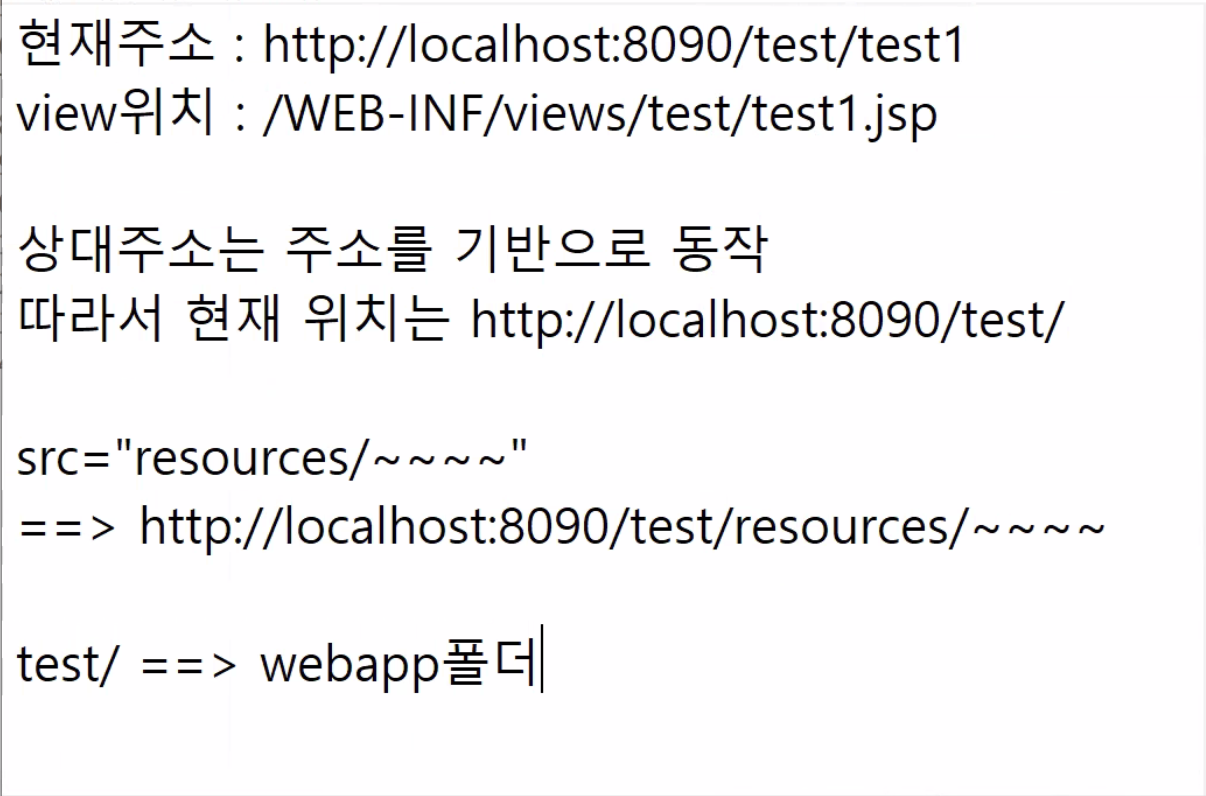 현재주소 : http://localhost:8090/test/test1
view위치 : /WEB-INF/views/test/test1.jsp
상대주소는 주소를 기반으로 동작
따라서 현재 위치는 http://localhost:8090/test/
src="resources/~~~~"
==> http://localhost:8090/test/resources/~~~~
test/ ==> webapp폴더